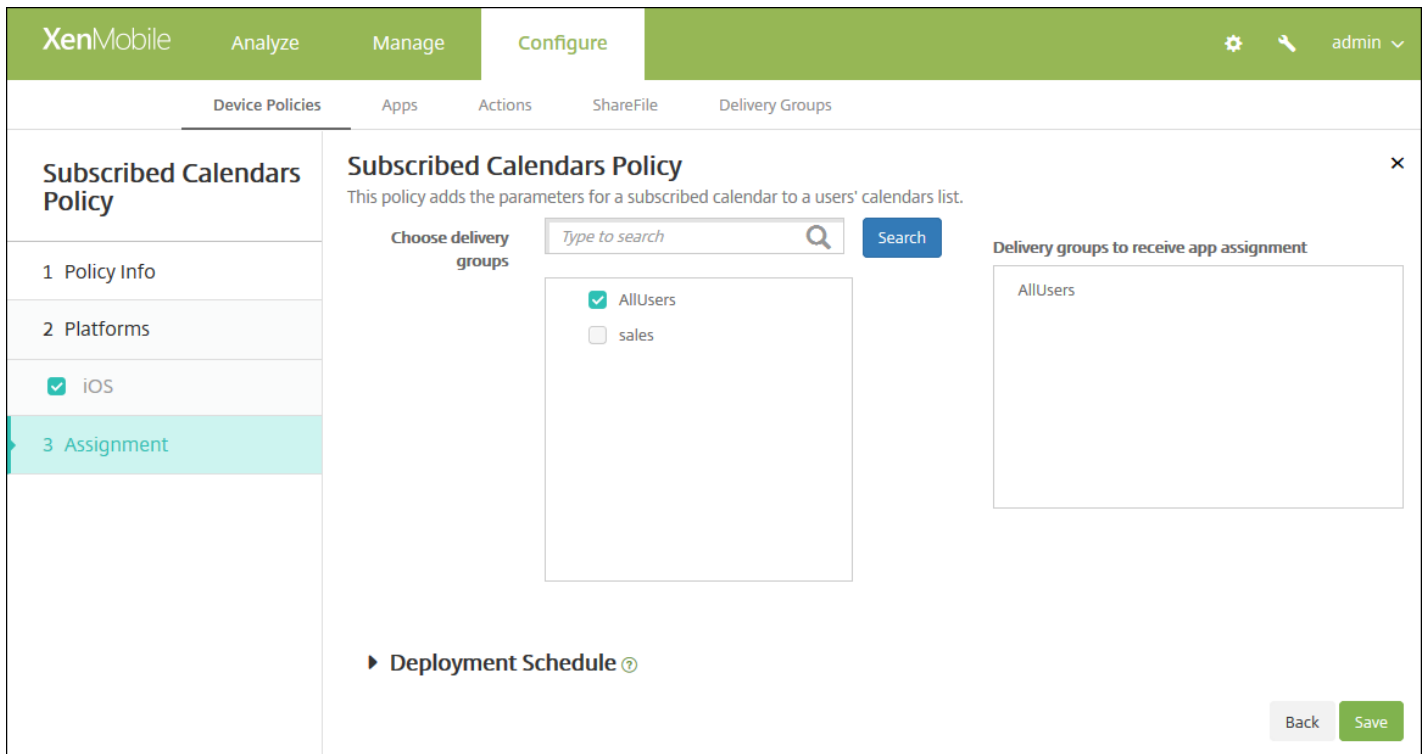 XenMobile Analyze Manage Configure admin
Device Policies Apps Actions ShareFile Delivery Groups
Subscribed Calendars
Policy
1 Policy Info
2 Platforms
iOS
3 Assignment
Subscribed Calendars Policy
This policy adds the parameters for a subscribed calendar to a users' calendars list.
Choose delivery
groups
Type to search
Search
AllUsers
sales
Delivery groups to receive app assignment
AllUsers
Deployment Schedule ?
Back Save